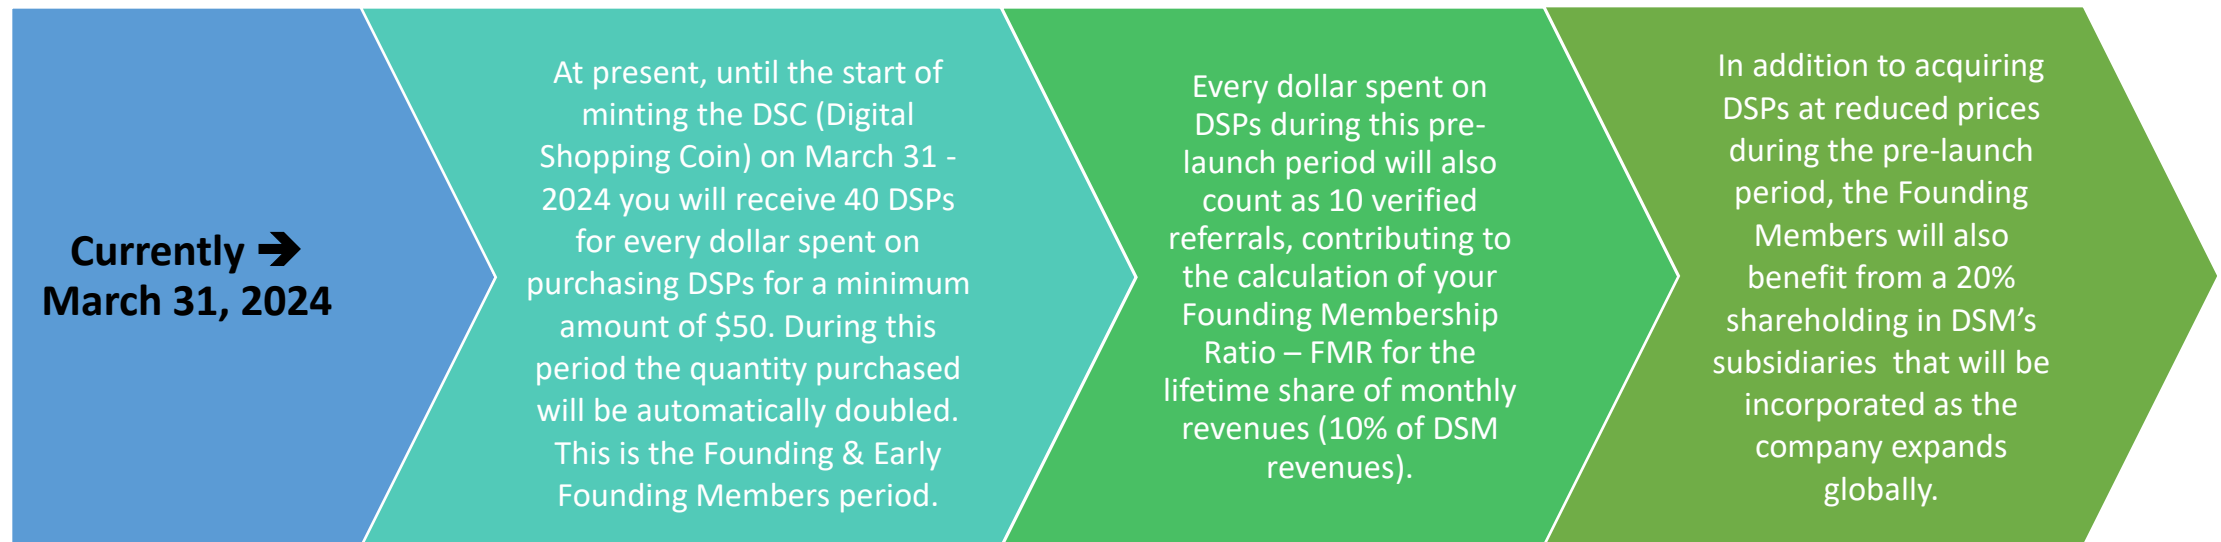 Currently ➔
March 31, 2024
At present, until the start of
minting the DSC (Digital
Shopping Coin) on March 31 -
2024 you will receive 40 DSPs
for every dollar spent on
purchasing DSPs for a minimum
amount of $50. During this
period the quantity purchased
will be automatically doubled.
This is the Founding & Early
Founding Members period.
Every dollar spent on
DSPs during this pre-
launch period will also
count as 10 verified
referrals, contributing to
the calculation of your
Founding Membership
Ratio – FMR for the
lifetime share of monthly
revenues (10% of DSM
revenues).
In addition to acquiring
DSPs at reduced prices
during the pre-launch
period, the Founding
Members will also
benefit from a 20%
shareholding in DSM’s
subsidiaries  that will be
incorporated as the
company expands
globally.